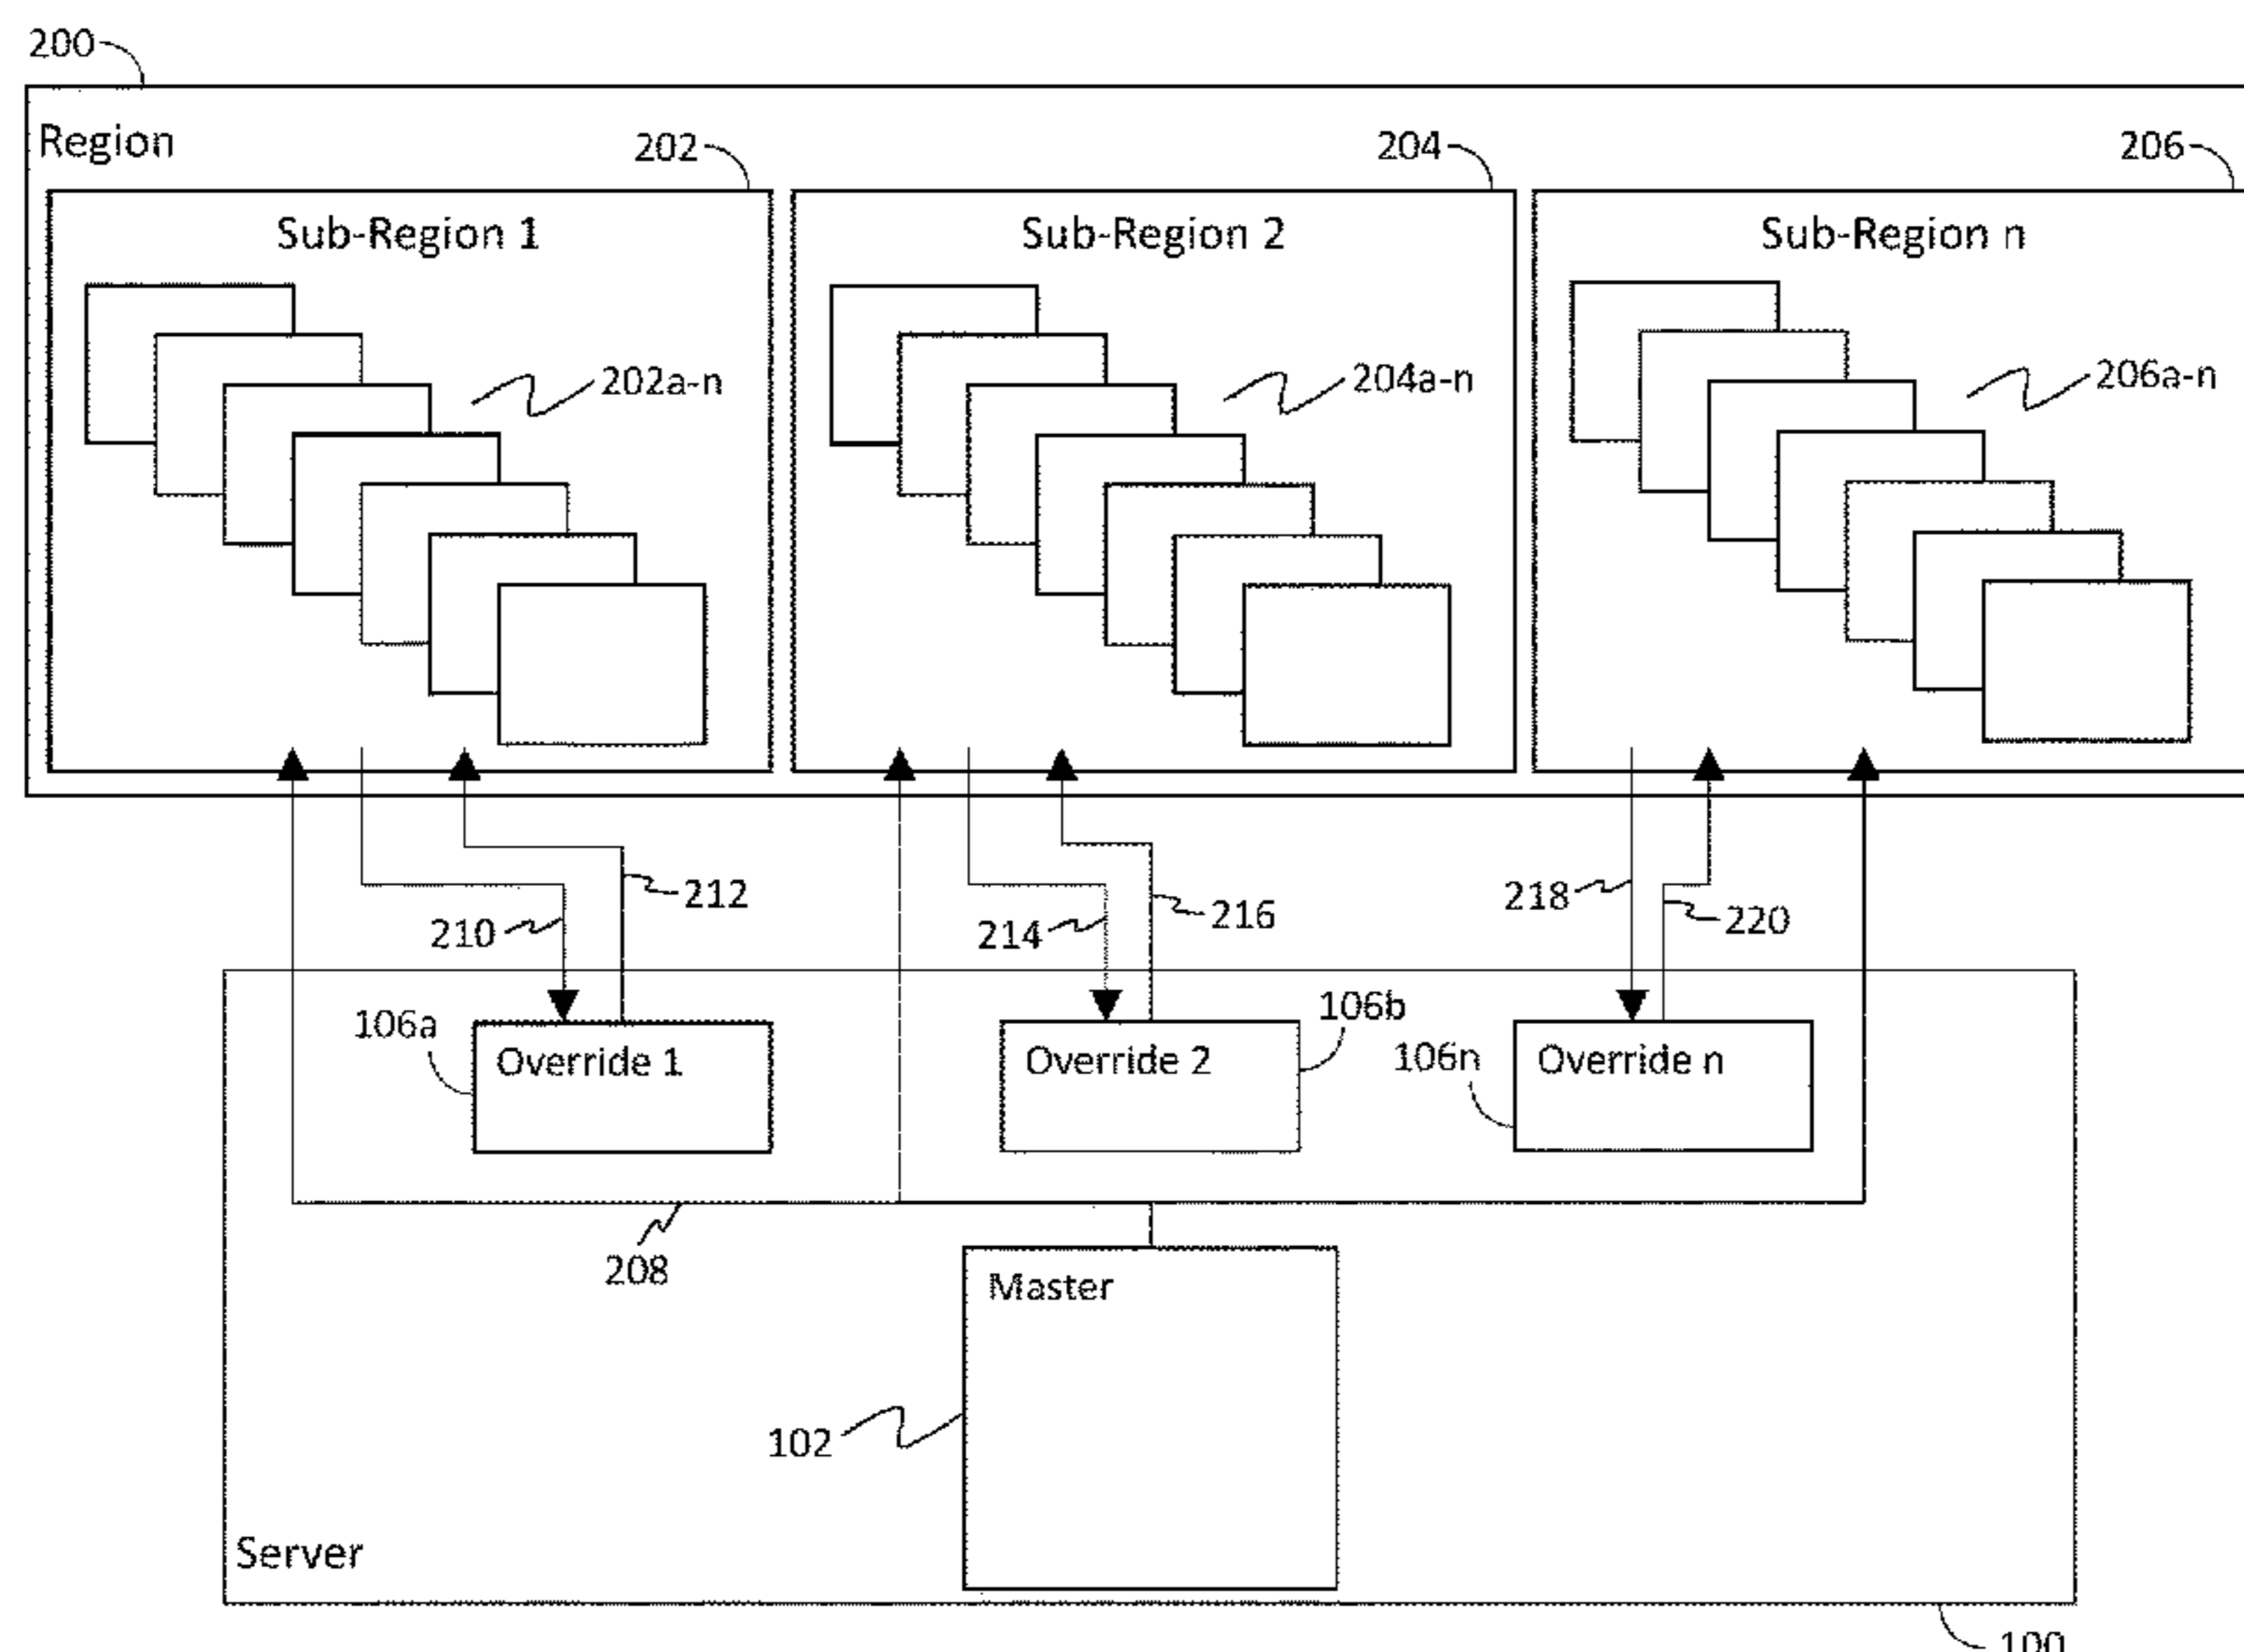 200
Region
202
204
206
Sub-Region 1
Sub-Region 2
Sub-Region n
202a-n
204a-n
206a-n
212
210
214
216
218
220
106a
Override 1
Override 2
106b
106n
Override n
208
Master
102
Server
100